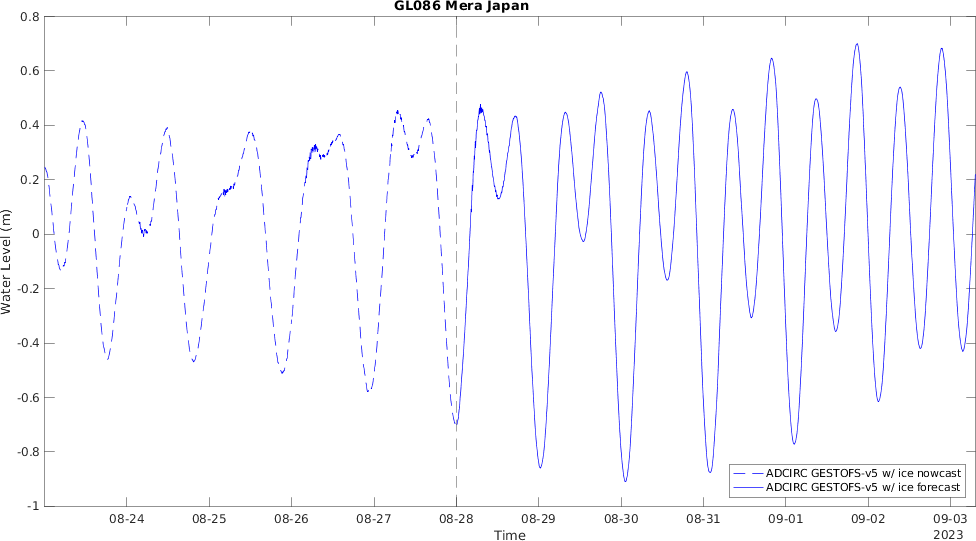 GL086 Mera Japan
0.8
0.6
0.4
0.2
0
-0.2
-0.4
-0.6
-0.8
-1
Water Level (m)
ADCIRC GESTOFS-v5 w/ ice nowcast
ADCIRC GESTOFS-v5 w/ ice forecast
08-24 08-25 08-26 08-27 08-28 08-29 08-30 08-31 09-01 09-02 09-03
Time
2023